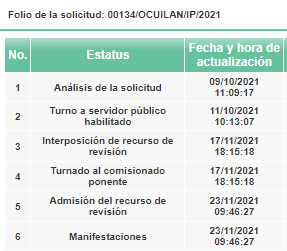 Folio de la solicitud: 00134/OCUILAN/IP/2021
No. Estatus Fecha y hora de
actualización
1 Análisis de la solicitud 09/10/2021
11:09:17
2 Turno a servidor público
habilitado 11/10/2021
10:13:07
3 Interposición de recurso de
revisión 17/11/2021
18:15:18
4 Turnado al comisionado
ponente 17/11/2021
18:15:18
5 Admisión del recurso de
revisión 23/11/2021
09:46:27
6 Manifestaciones 23/11/2021
09:46:27